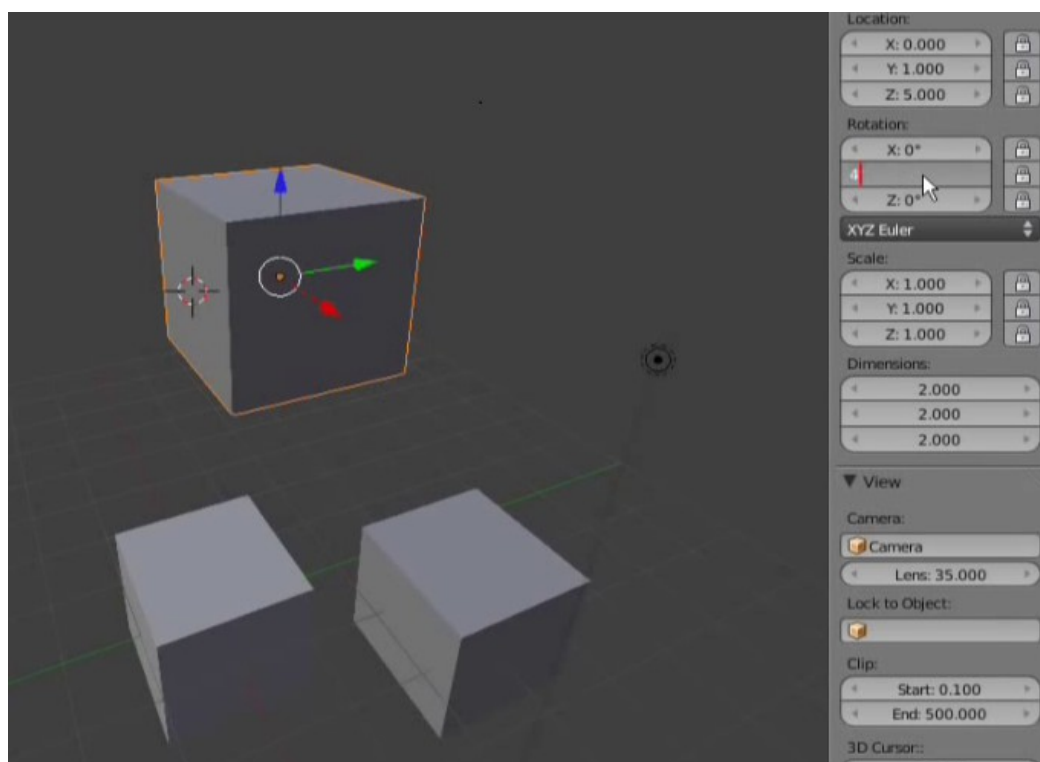 Location:
X: 0.000
Y: 1.000
Z: 5.000
Rotation:
X: 0°
4
Z: 0°
XYZ Euler
Scale:
X: 1.000
Y: 1.000
Z: 1.000
Dimensions:
2.000
2.000
2.000
View
Camera:
Camera
Lens: 35.000
Lock to Object:
Clip:
Start: 0.100
End: 500.000
3D Cursor::